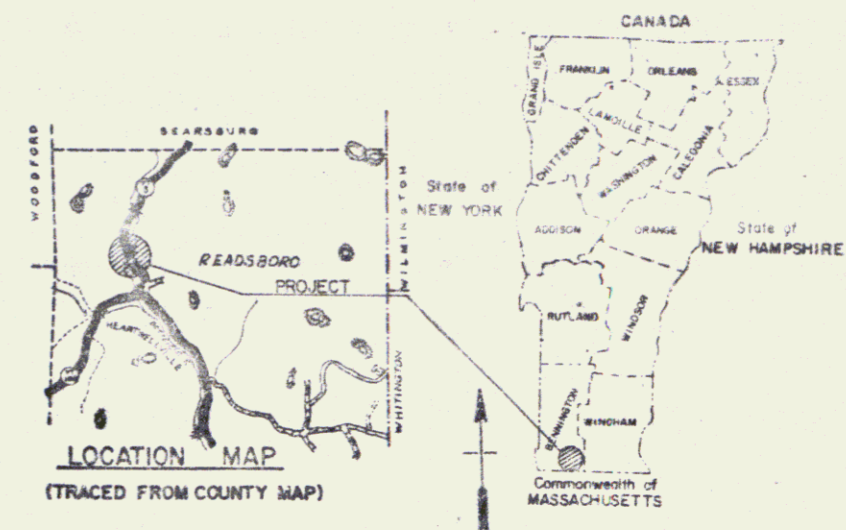 CANADA
GRAND ISLE
FRANKLIN
ORLEANS
ESSEX
LAMOILLE
CHITTENDEN
WASHINGTON
CALEDONIA
State of
NEW YORK
ADDISON
ORANGE
State of
NEW HAMPSHIRE
RUTLAND
WINDSOR
BENNINGTON
WINDHAM
Commonwealth of
MASSACHUSETTS
SEARSBURG
WOODFORD
WILMINGTON
READSBORO
PROJECT
WHITINGTON
LOCATION MAP
(TRACED FROM COUNTY MAP)